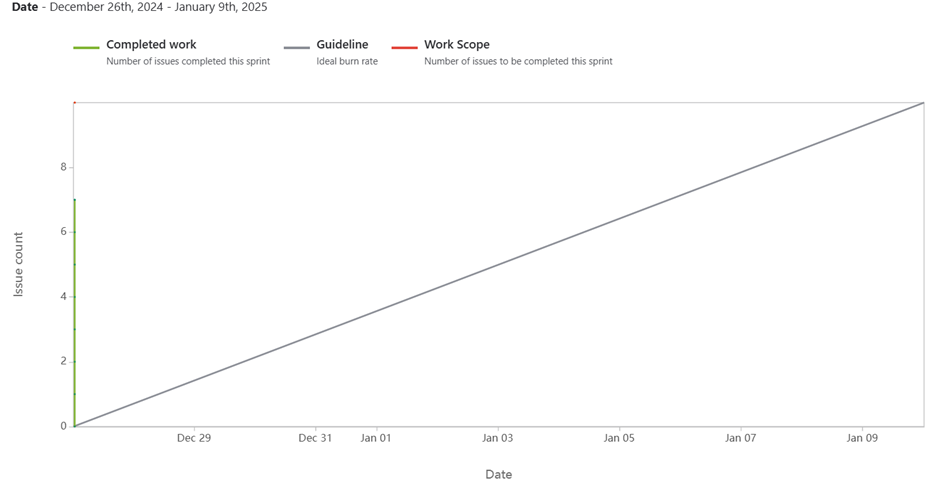 Date - December 26th, 2024 - January 9th, 2025
Completed work Guideline Work Scope
Number of issues completed this sprint Ideal burn rate Number of issues to be completed this sprint
8
6
4
2
0
Issue count
Dec 29 Dec 31 Jan 01 Jan 03 Jan 05 Jan 07 Jan 09
Date